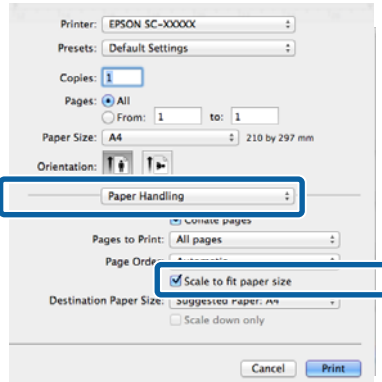 Printer: EPSON SC-XXXXX
Presets: Default Settings
Copies: 1
Pages: All
From: 1 to: 1
Paper Size: A4 210 by 297 mm
Orientation:
Paper Handling
Collate pages
Pages to Print: All pages
Page Order: Automatic
Scale to fit paper size
Destination Paper Size: Suggested Paper: A4
Scale down only
Cancel Print